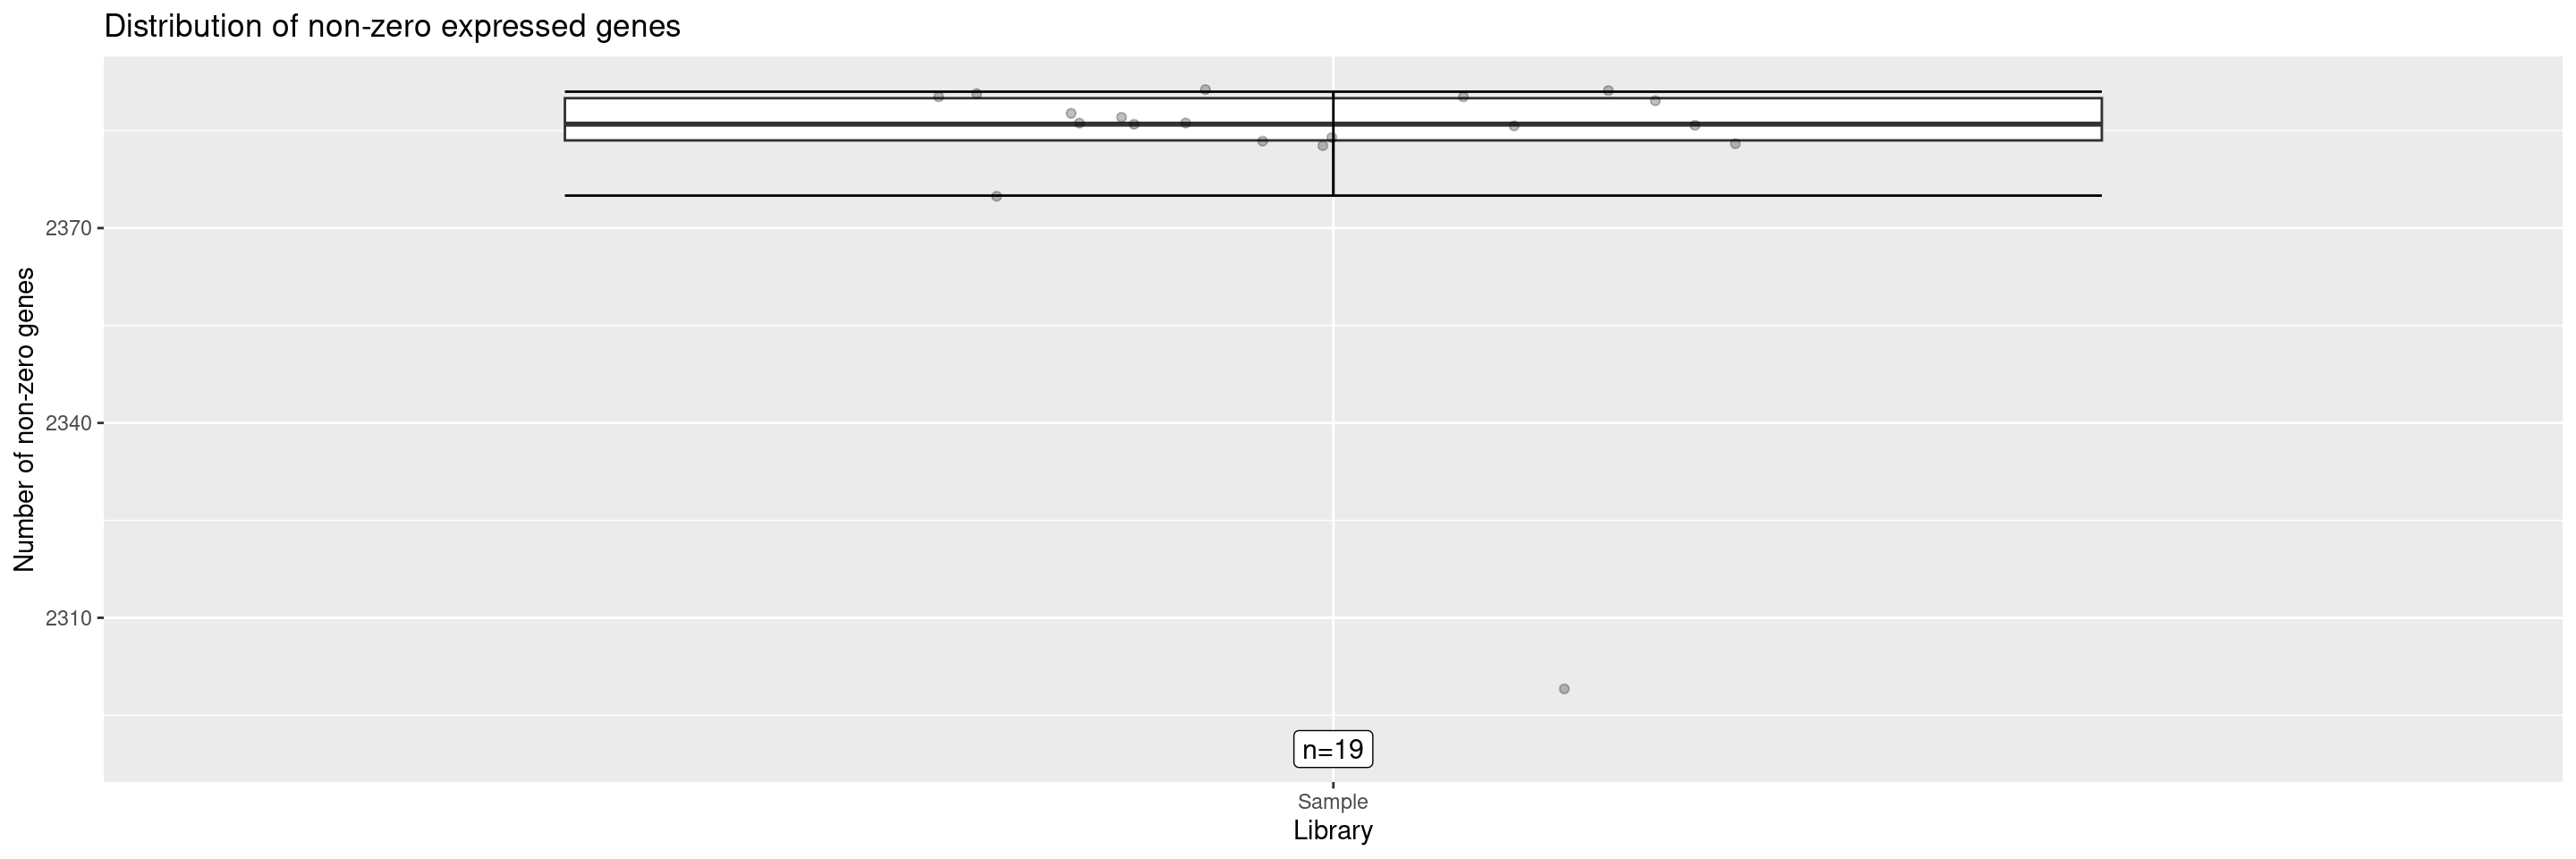 Distribution of non-zero expressed genes
Number of non-zero genes
2370
2340
2310
n=19
Sample
Library